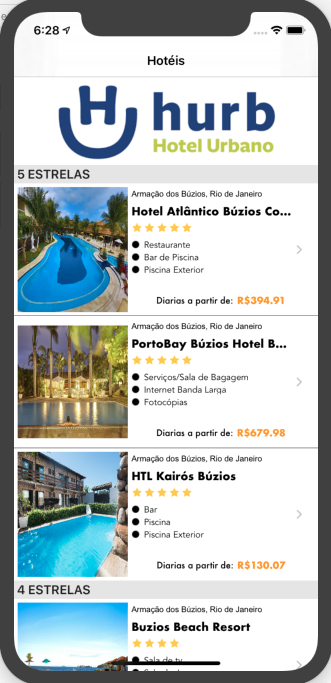 6:28
Hotéis
H
hurb
Hotel Urbano
5 ESTRELAS
Armação dos Búzios, Rio de Janeiro
Hotel Atlântico Búzios Co...
Restaurante
Bar de Piscina
Piscina Exterior
Diarias a partir de: R$394.91
Armação dos Búzios, Rio de Janeiro
PortoBay Búzios Hotel B...
Serviços/Sala de Bagagem
Internet Banda Larga
Fotocópias
Diarias a partir de: R$679.98
Armação dos Búzios, Rio de Janeiro
HTL Kairós Búzios
Bar
Piscina
Piscina Exterior
Diarias a partir de: R$130.07
4 ESTRELAS
Armação dos Búzios, Rio de Janeiro
Buzios Beach Resort
Sala de tv